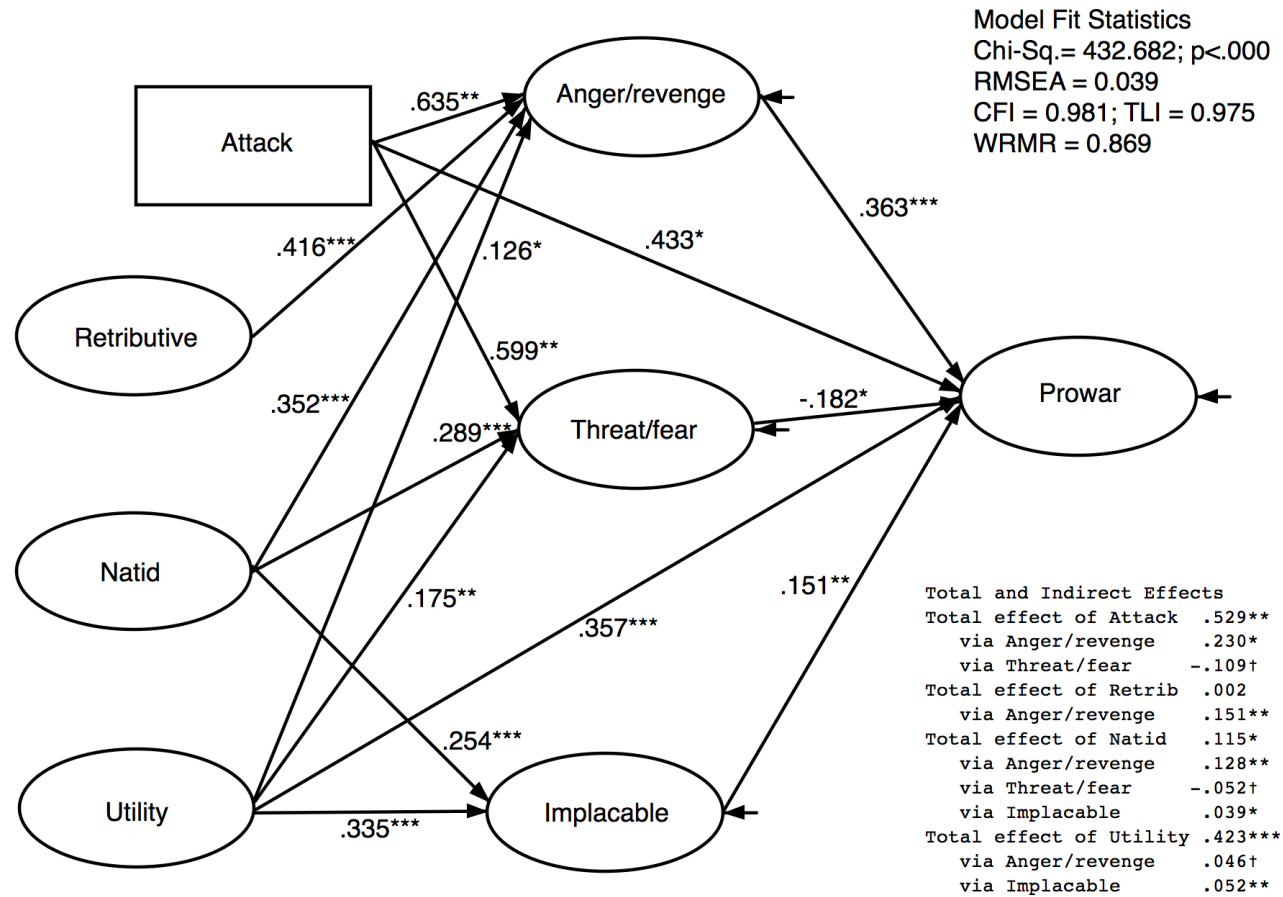 Model Fit Statistics
Chi-Sq.= 432.682; p<.000
RMSEA = 0.039
CFI = 0.981; TLI = 0.975
WRMR = 0.869
Anger/revenge
.635**
Attack
.363***
.416***
.126*
.433*
Retributive
.599**
.352***
.289***
-.182*
Prowar
Threat/fear
Natid
.175**
.151**
.357***
.254***
Utility
.335***
Implacable
Total and Indirect Effects
Total effect of Attack .529**
via Anger/revenge .230*
via Threat/fear -.109†
Total effect of Retrib .002
via Anger/revenge .151**
Total effect of Natid .115*
via Anger/revenge .128**
via Threat/fear -.052†
via Implacable .039*
Total effect of Utility .423***
via Anger/revenge .046†
via Implacable .052**